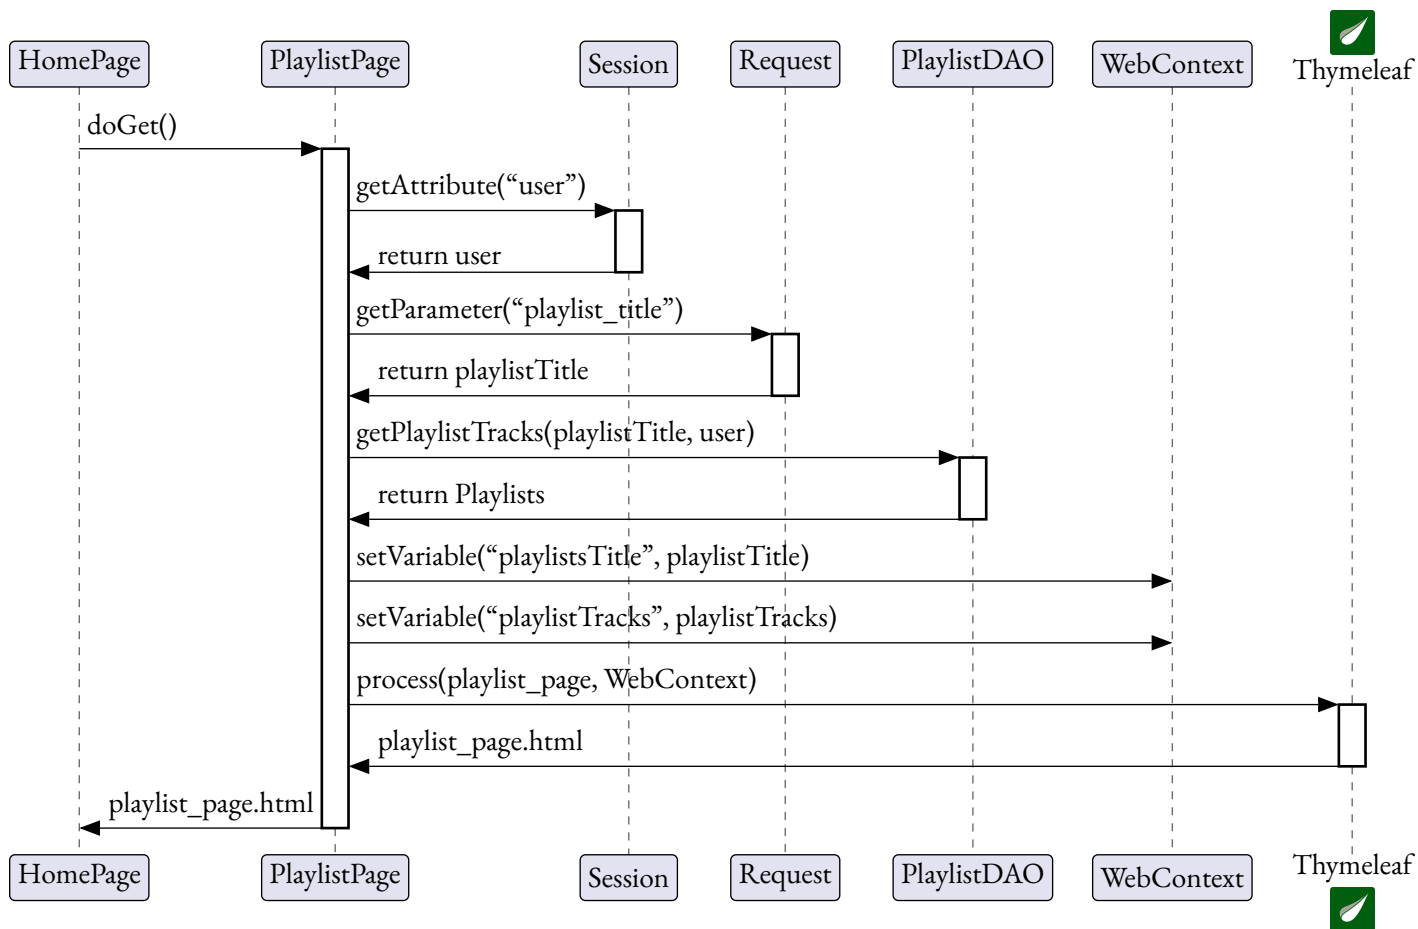 HomePage PlaylistPage Session Request PlaylistDAO WebContext Thymeleaf
doGet()
getAttribute(“user”)
return user
getParameter(“playlist_title”)
return playlistTitle
getPlaylistTracks(playlistTitle, user)
return Playlists
setVariable(“playlistsTitle”, playlistTitle)
setVariable(“playlistTracks”, playlistTracks)
process(playlist_page, WebContext)
playlist_page.html
playlist_page.html
HomePage PlaylistPage Session Request PlaylistDAO WebContext Thymeleaf